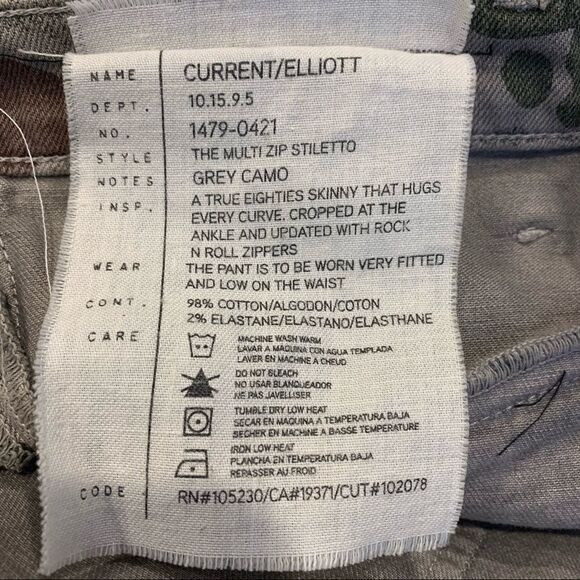 NAME CURRENT/ELLIOTT
DEPT. 10.15.9.5
NO. 1479-0421
STYLE THE MULTI ZIP STILETTO
NOTES GREY CAMO
INSP. A TRUE EIGHTIES SKINNY THAT HUGS
EVERY CURVE. CROPPED AT THE
ANKLE AND UPDATED WITH ROCK
N ROLL ZIPPERS
WEAR THE PANT IS TO BE WORN VERY FITTED
AND LOW ON THE WAIST
CONT. 98% COTTON/ALGODON/COTON
2% ELASTANE/ELASTANO/ELASTHANE
CARE MACHINE WASH WARM
LAVAR A MAQUINA CON AGUA TEMPLADA
LAVER EN MACHINE A CHEUD
DO NOT BLEACH
NO USAR BLANQUEADOR
NE PAS JAVELLISER
TUMBLE DRY LOW HEAT
SECAR EN MAQUINA A TEMPERATURA BAJA
SECHER EN MACHINE A BASSE TEMPERATURE
IRON LOW HEAT
PLANCHA EN TEMPERATURA BAJA
REPASSER AU FROID
CODE RN#105230/CA#19371/CUT#102078